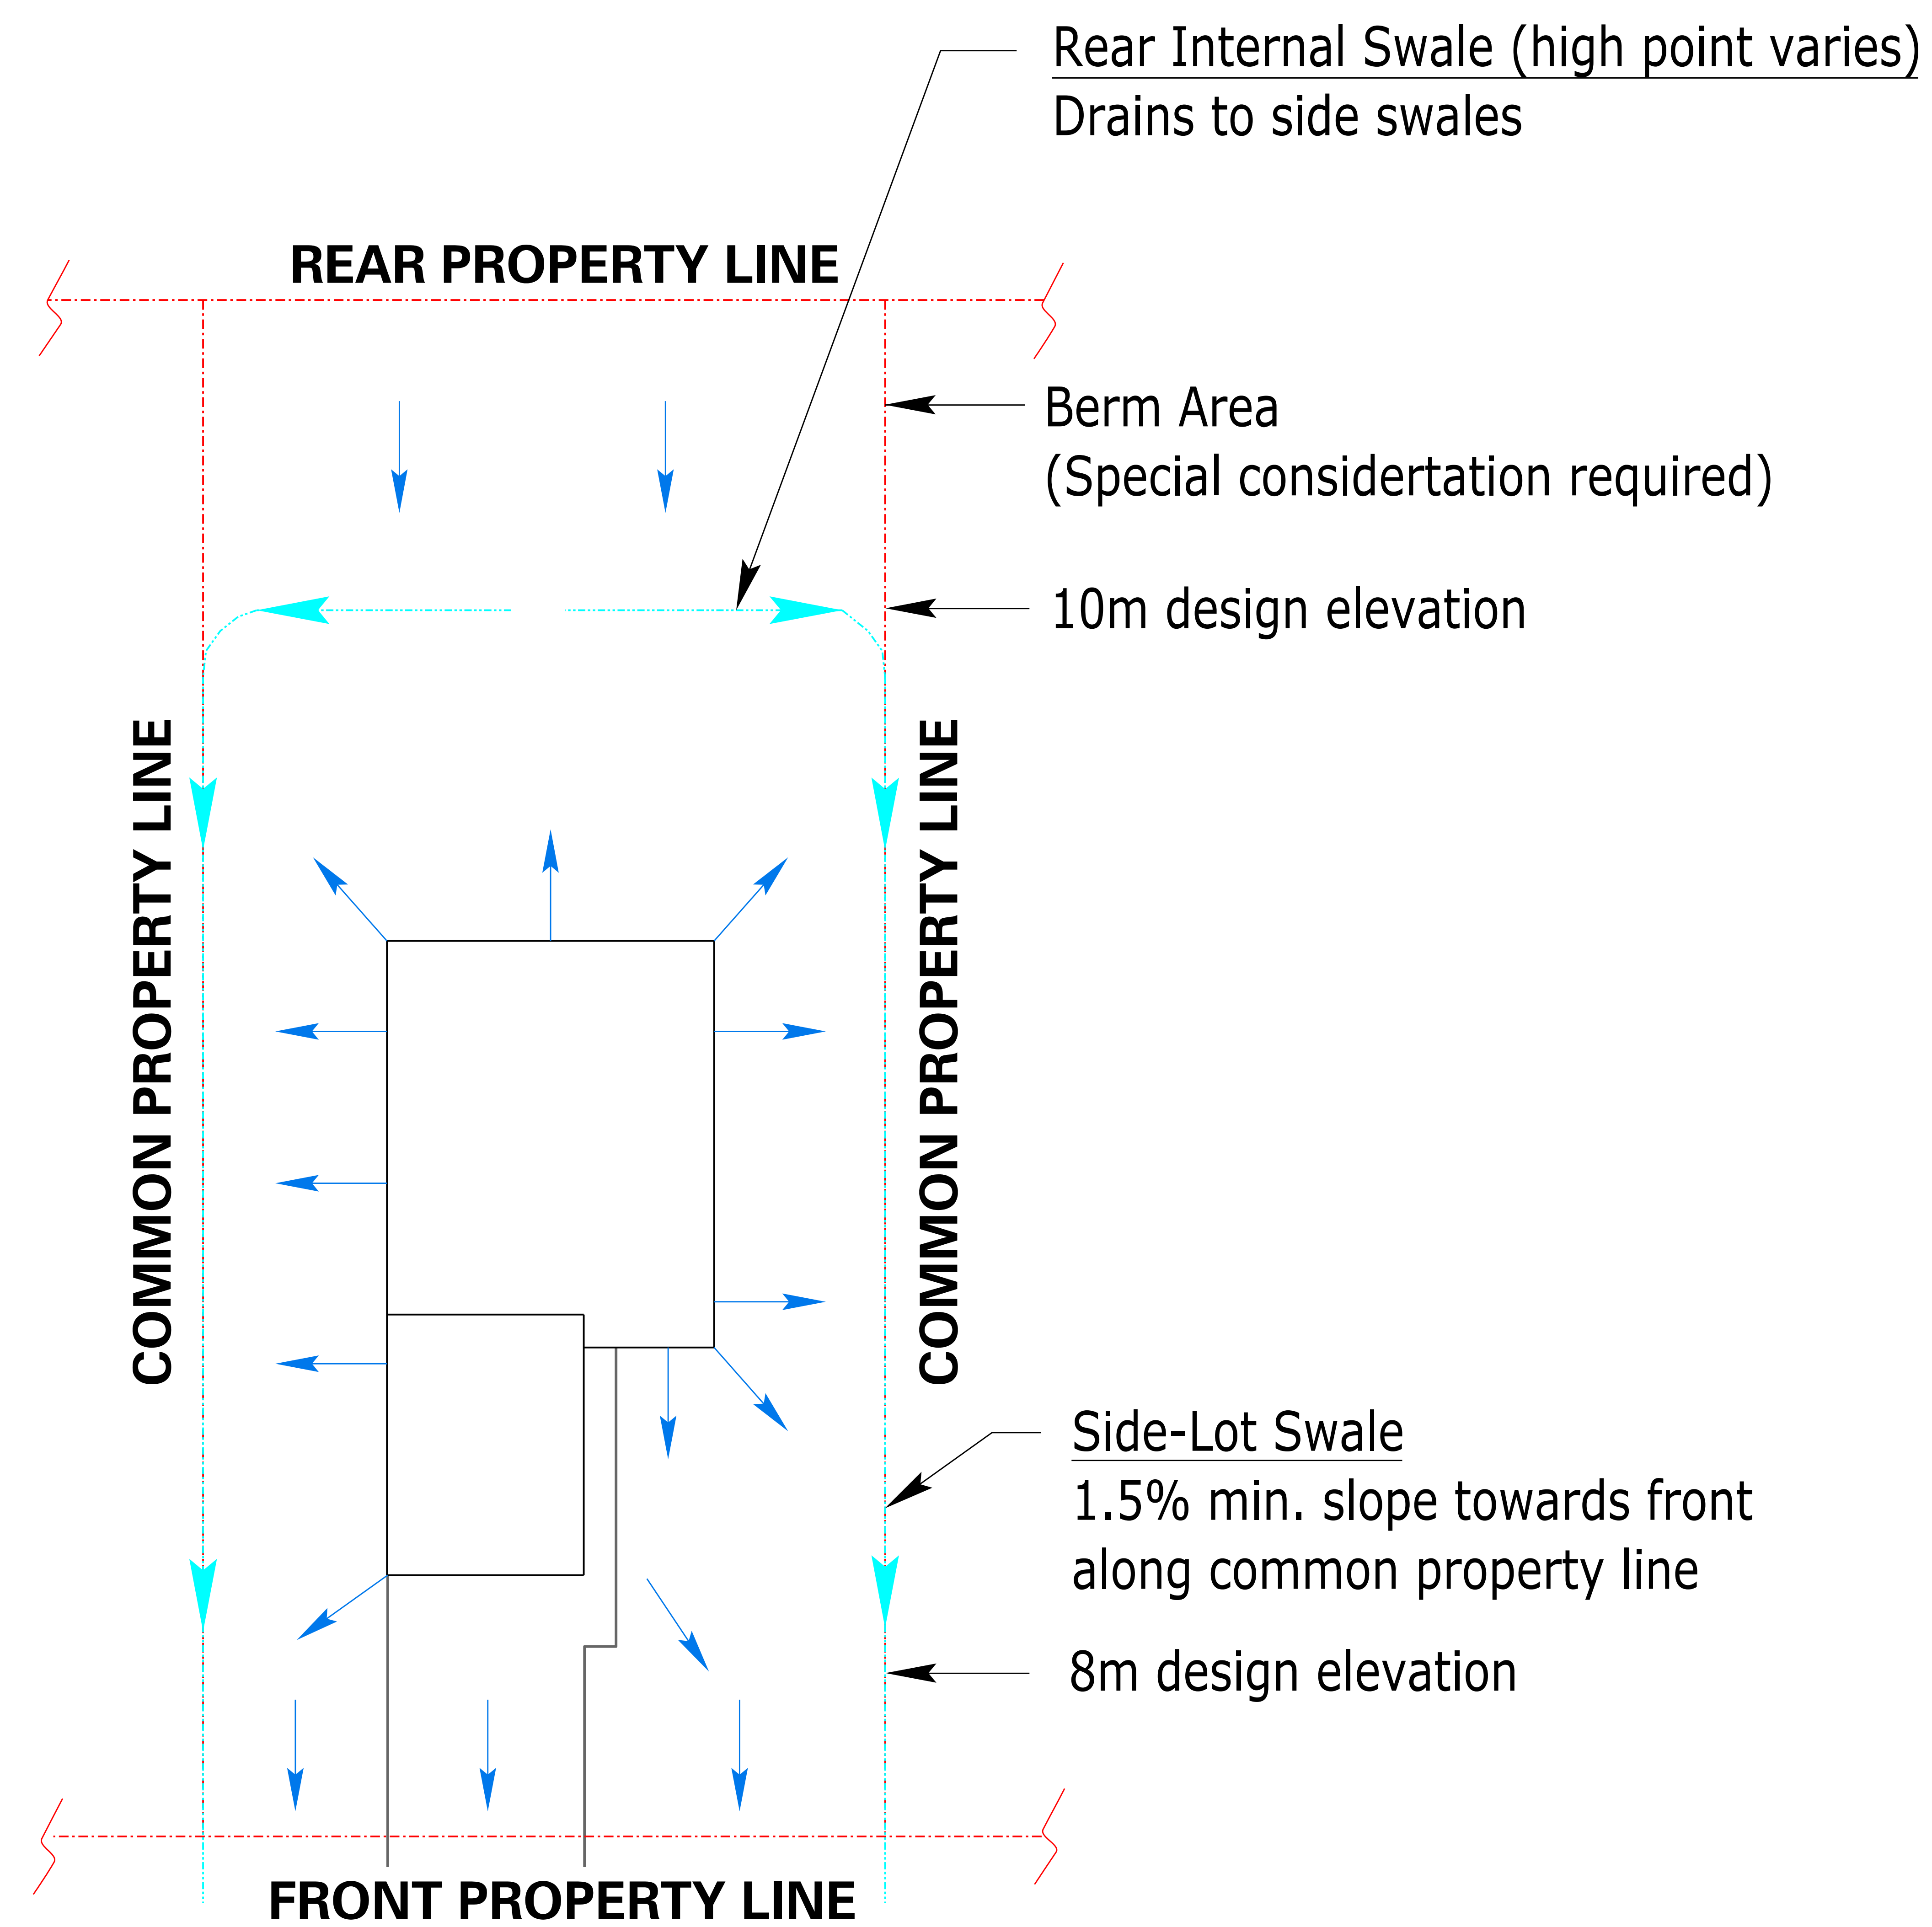 Rear Internal Swale (high point varies)
Drains to side swales
REAR PROPERTY LINE
Berm Area
(Special considertation required)
10m design elevation
COMMON PROPERTY LINE
COMMON PROPERTY LINE
Side-Lot Swale
1.5% min. slope towards front
along common property line
8m design elevation
FRONT PROPERTY LINE